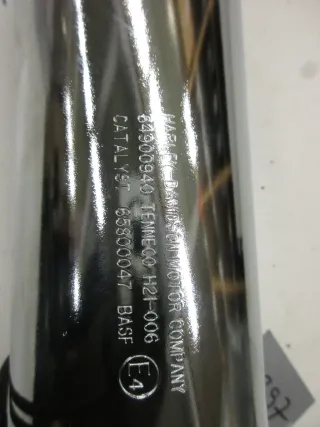 HARLEY-DAVIDSON MOTOR COMPANY
64900940 TENNECO H21-006
CATALYST 65800047 BASF E4